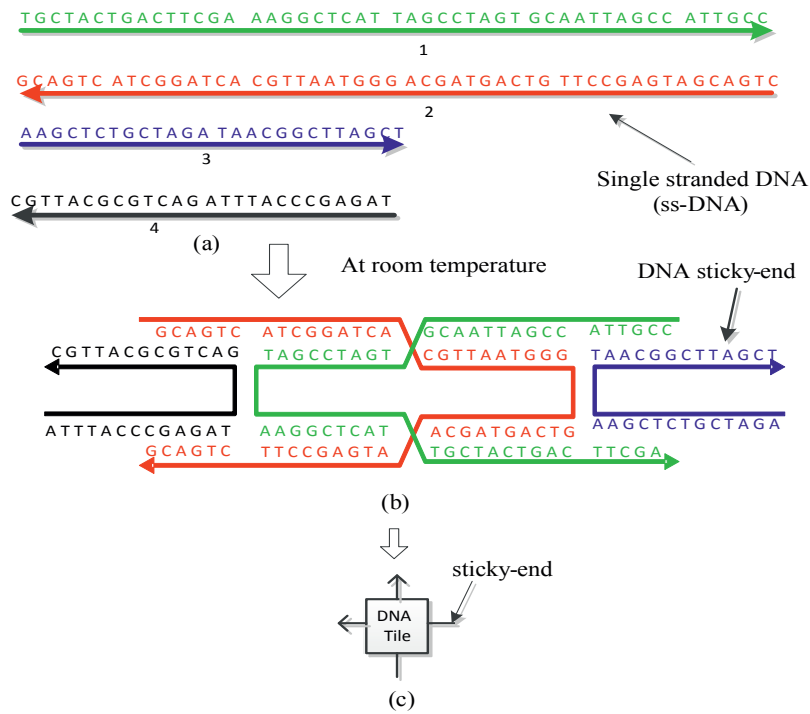 TGCTACTGACTTCGA AAGGCTCAT TAGCCTAGT GCAATTAGCC ATTGCC
1
GCAGTC ATCGGATCA CGTTAATGGG ACGATGACTG TTCCGAGTAGCAGTC
2
AAGCTCTGCTAGA TAACGGCTTAGCT
3
Single stranded DNA
(ss-DNA)
CGTTACGCGTCAG ATTTACCCGAGAT
4
(a)
At room temperature
DNA sticky-end
GCAGTC ATCGGATCA GCAATTAGCC ATTGCC
CGTTACGCGTCAG TAGCCTAGT CGTTAATGGG TAACGGCTTAGCT
ATTTACCCGAGAT AAGGCTCAT ACGATGACTG AAGCTCTGCTAGA
GCAGTC TTCCGAGTA TGCTACTGAC TTCGA
(b)
sticky-end
DNA
Tile
(c)